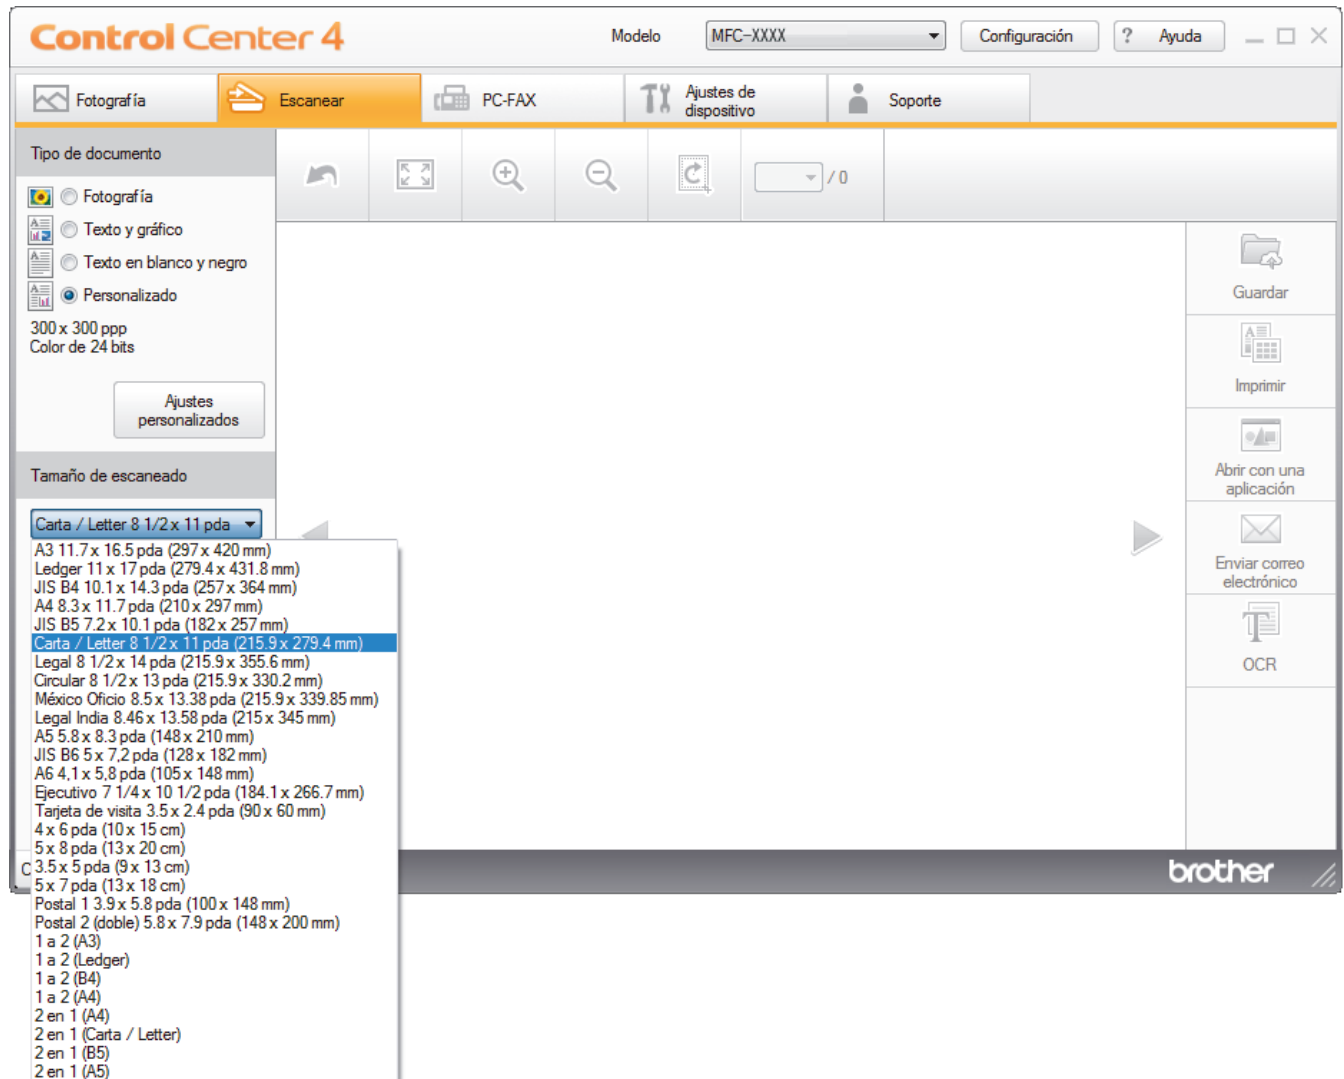 Control Center 4
Modelo
MFC-XXXX
Configuración
? Ayuda
Fotografía
Escanear
PC-FAX
Ajustes de
dispositivo
Soporte
Tipo de documento
/ 0
Fotografía
Texto y gráfico
Texto en blanco y negro
Personalizado
300 x 300 ppp
Color de 24 bits
Ajustes
personalizados
Tamaño de escaneado
Carta / Letter 8 1/2 x 11 pda
A3 11.7 x 16.5 pda (297 x 420 mm)
Ledger 11 x 17 pda (279.4 x 431.8 mm)
JIS B4 10.1 x 14.3 pda (257 x 364 mm)
A4 8.3 x 11.7 pda (210 x 297 mm)
JIS B5 7.2 x 10.1 pda (182 x 257 mm)
Carta / Letter 8 1/2 x 11 pda (215.9 x 279.4 mm)
Legal 8 1/2 x 14 pda (215.9 x 355.6 mm)
Circular 8 1/2 x 13 pda (215.9 x 330.2 mm)
México Oficio 8.5 x 13.38 pda (215.9 x 339.85 mm)
Legal India 8.46 x 13.58 pda (215 x 345 mm)
A5 5.8 x 8.3 pda (148 x 210 mm)
JIS B6 5 x 7,2 pda (128 x 182 mm)
A6 4,1 x 5,8 pda (105 x 148 mm)
Ejecutivo 7 1/4 x 10 1/2 pda (184.1 x 266.7 mm)
Tarjeta de visita 3.5 x 2.4 pda (90 x 60 mm)
4 x 6 pda (10 x 15 cm)
5 x 8 pda (13 x 20 cm)
3.5 x 5 pda (9 x 13 cm)
5 x 7 pda (13 x 18 cm)
Postal 1 3.9 x 5.8 pda (100 x 148 mm)
Postal 2 (doble) 5.8 x 7.9 pda (148 x 200 mm)
1 a 2 (A3)
1 a 2 (Ledger)
1 a 2 (B4)
1 a 2 (A4)
2 en 1 (A4)
2 en 1 (Carta / Letter)
2 en 1 (B5)
2 en 1 (A5)
Guardar
Imprimir
Abrir con una
aplicación
Enviar correo
electrónico
OCR
brother